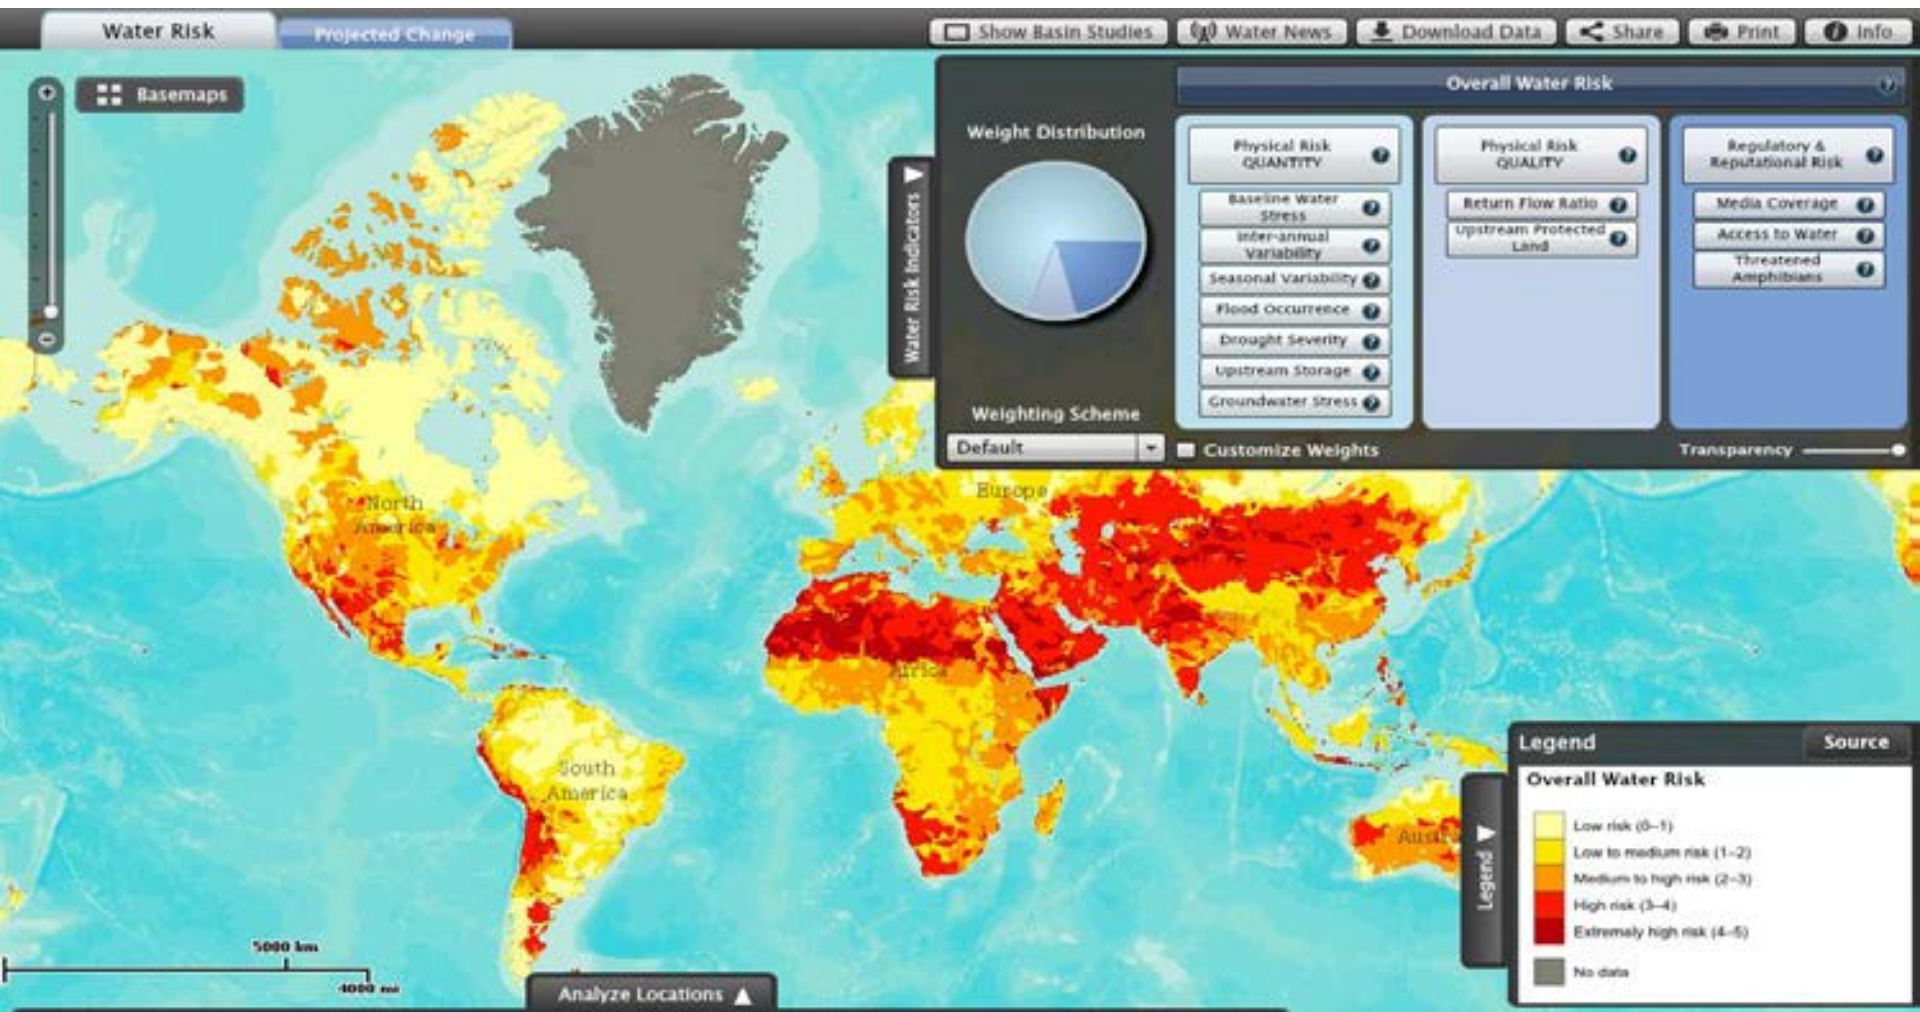 Water Risk
Projected Change
Show Basin Studies
Water News
Download Data
Share
Print
Info
Basemaps
Water Risk Indicators
Weight Distribution
Weighting Scheme
Default
Overall Water Risk
Physical Risk
QUANTITY
Baseline Water
Stress
Inter-annual
Variability
Seasonal Variability
Flood Occurrence
Drought Severity
Upstream Storage
Groundwater Stress
Physical Risk
QUALITY
Return Flow Ratio
Upstream Protected
Land
Regulatory &
Reputational Risk
Media Coverage
Access to Water
Threatened
Amphibians
Customize Weights
Transparency
North
America
Europe
Africa
South
America
5000 km
4000 mi
Analyze Locations
Legend
Legend
Source
Overall Water Risk
Low risk (0–1)
Low to medium risk (1–2)
Medium to high risk (2–3)
High risk (3–4)
Extremely high risk (4–5)
No data